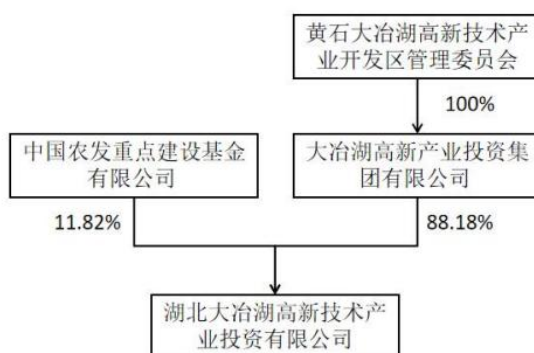 黄石大冶湖高新技术产
业开发区管理委员会
100%
中国农发重点建设基金
有限公司
大冶湖高新产业投资集
团有限公司
11.82%
88.18%
湖北大冶湖高新技术产
业投资有限公司